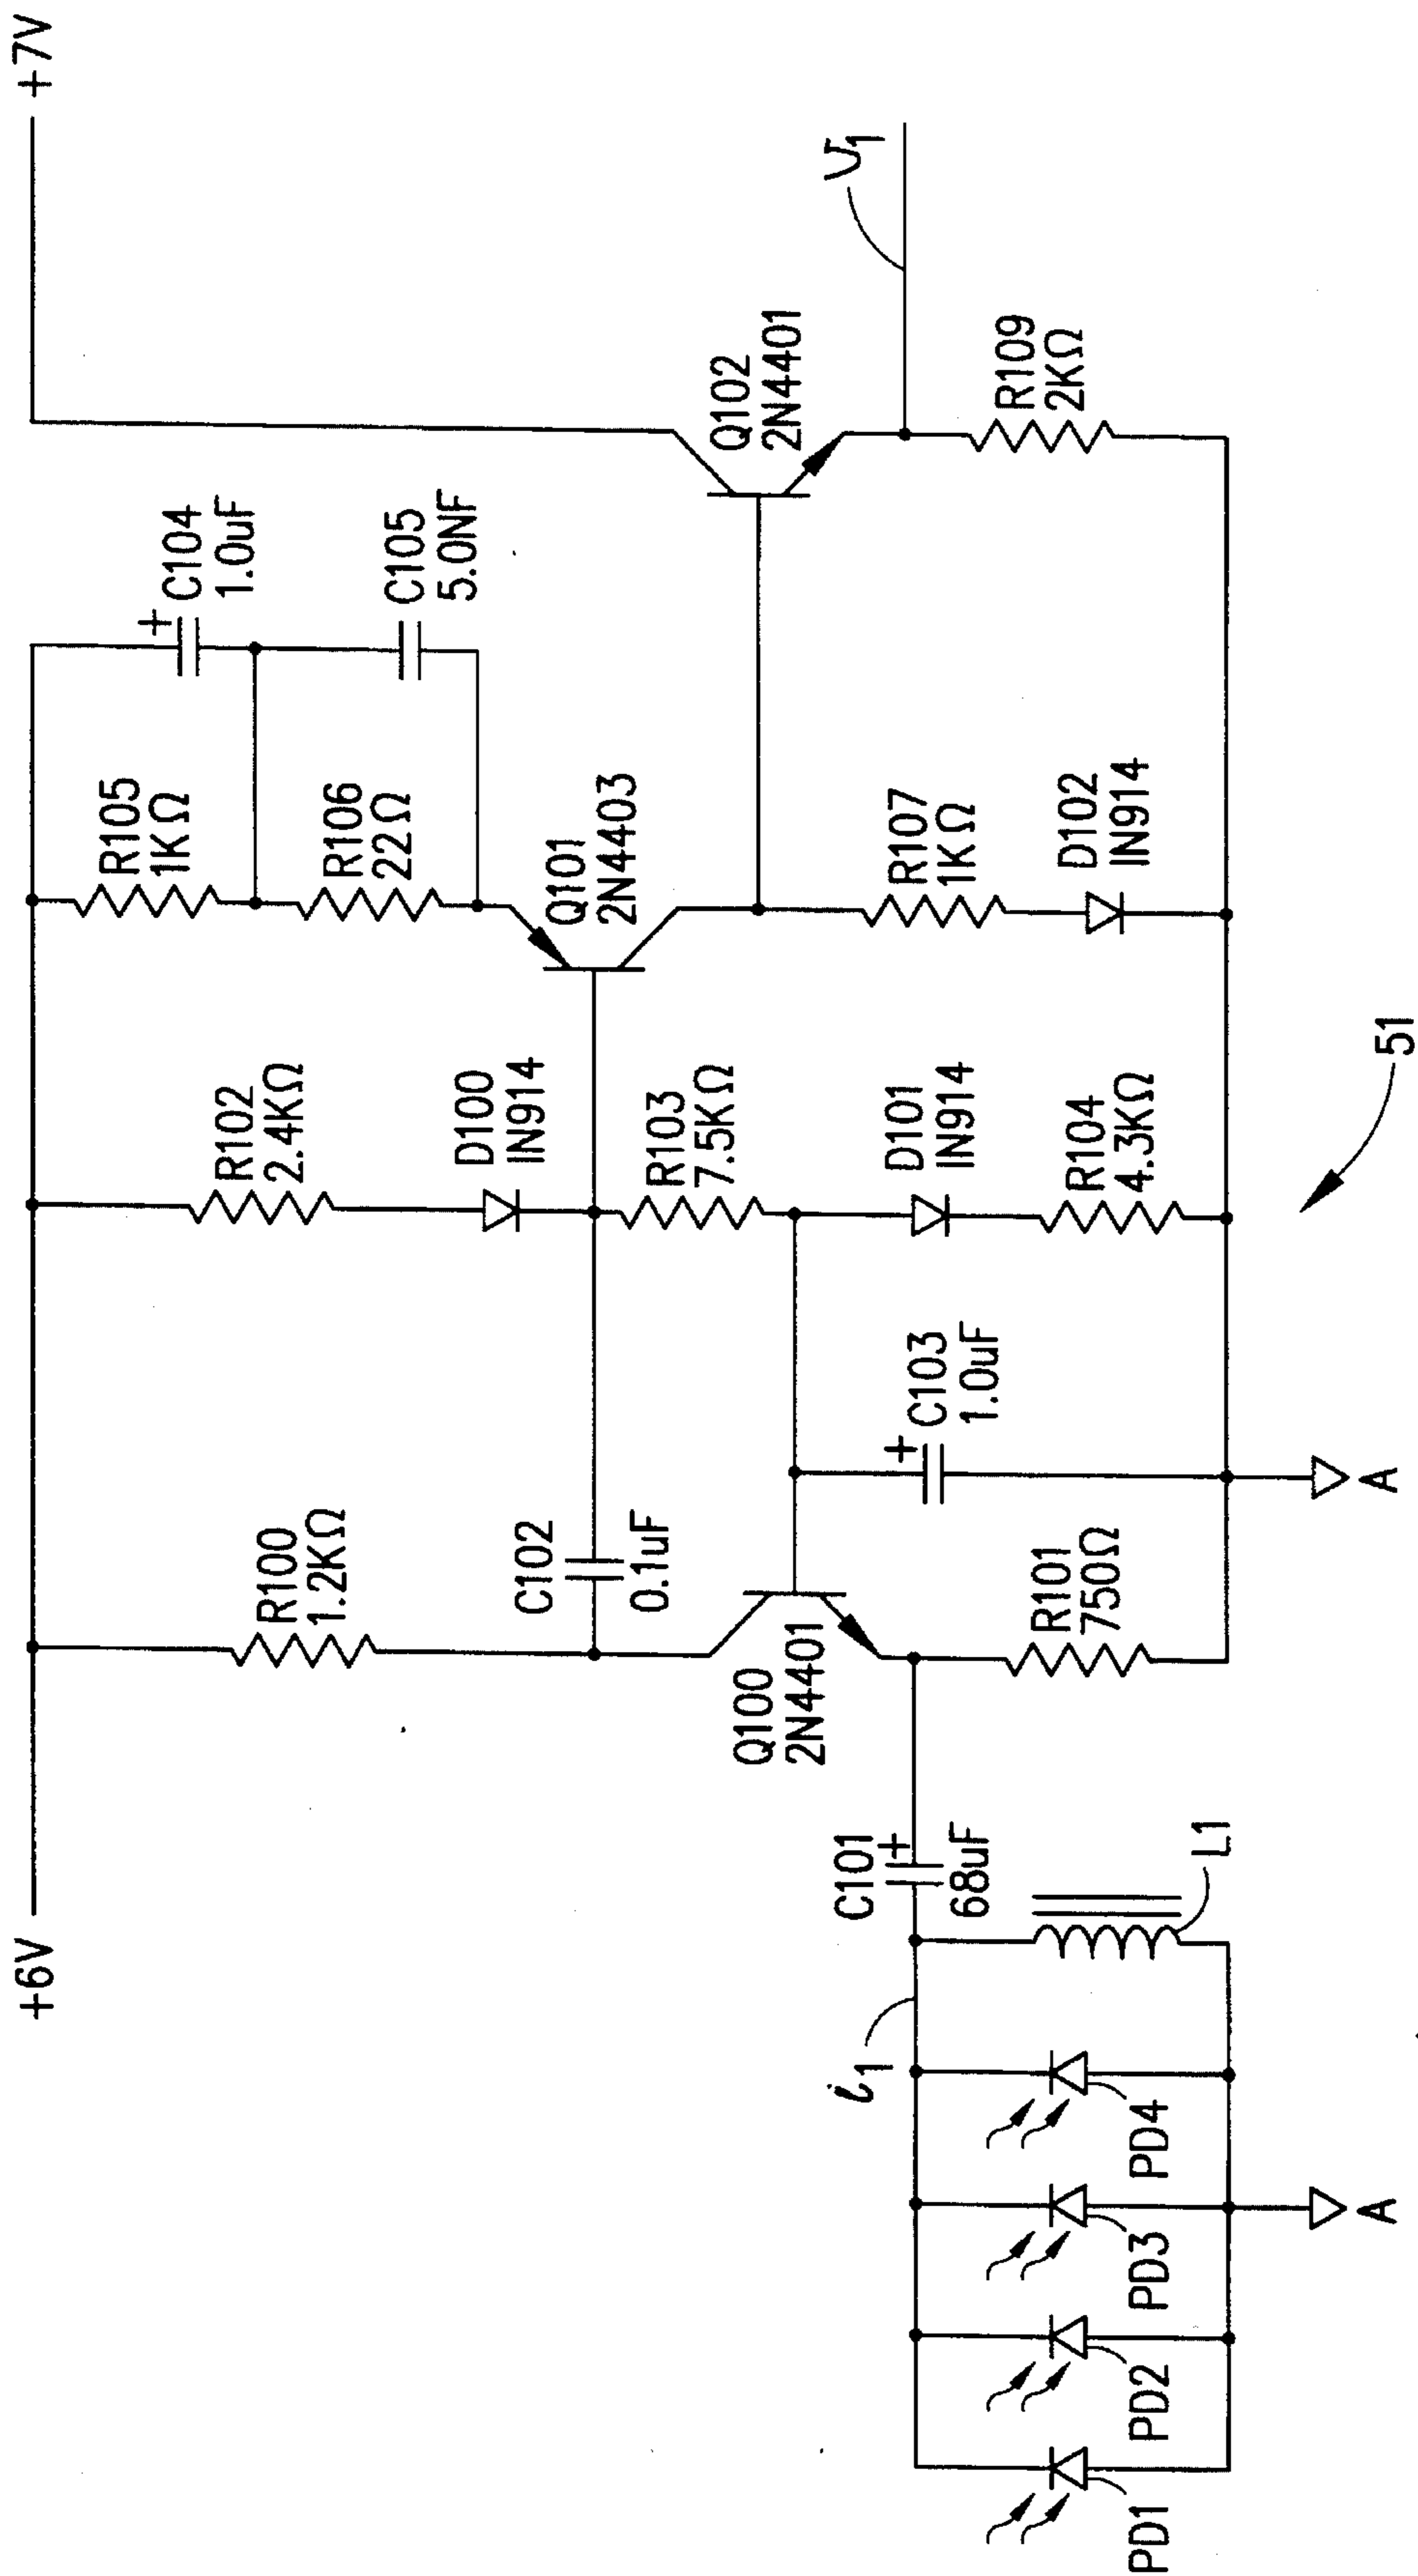 +6V
+7V
R100
1.2KΩ
R102
2.4KΩ
R105
1KΩ
C104
1.0uF
R106
22Ω
C105
5.0NF
D100
IN914
C102
0.1uF
Q101
2N4403
R103
7.5KΩ
Q102
2N4401
Q100
2N4401
υ1
C101
68uF
i1
C103
1.0uF
D101
IN914
R107
1KΩ
R109
2KΩ
R101
750Ω
R104
4.3KΩ
D102
IN914
L1
PD1
PD2
PD3
PD4
A
A
51